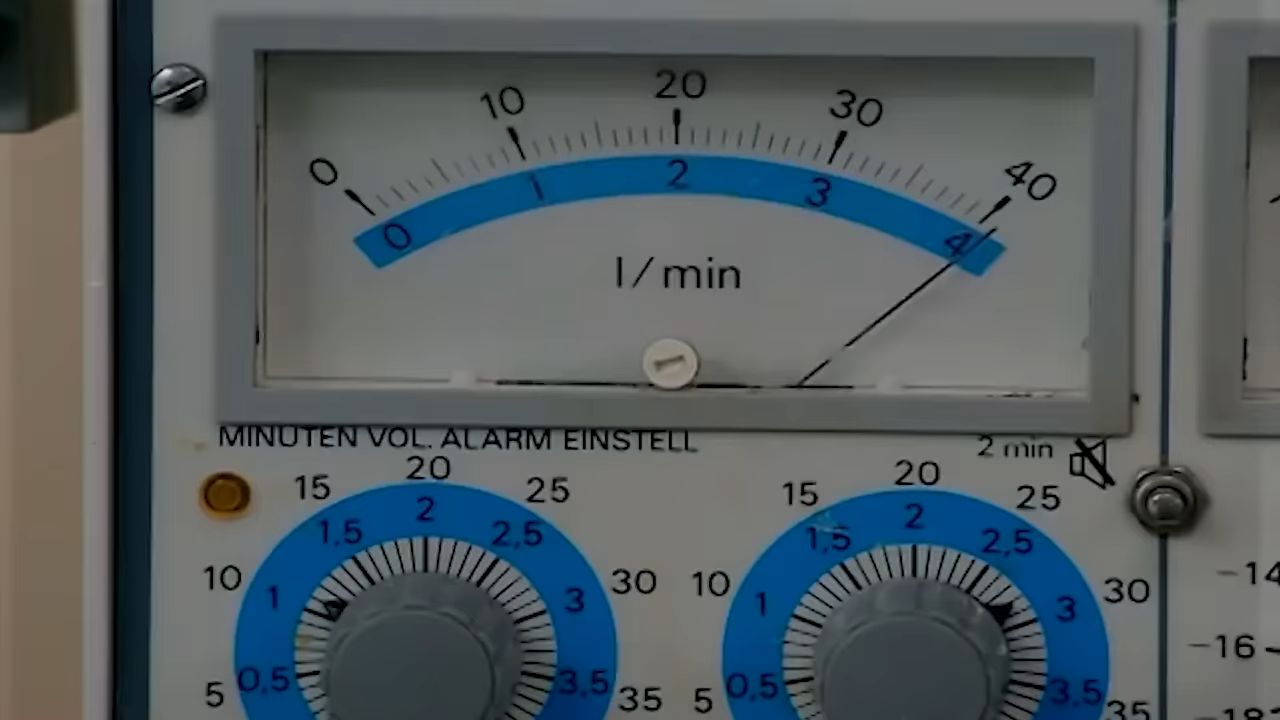 0 10 20 30 40
0 1 2 3 4
l/min
MINUTEN VOL. ALARM EINSTELL
2 min
15 20 25
1,5 2 2,5
10 1 3 30
5 0,5 3,5 35
15 20 25
1,5 2 2,5
10 1 3 30
5 0,5 3,5 35
-14
-16